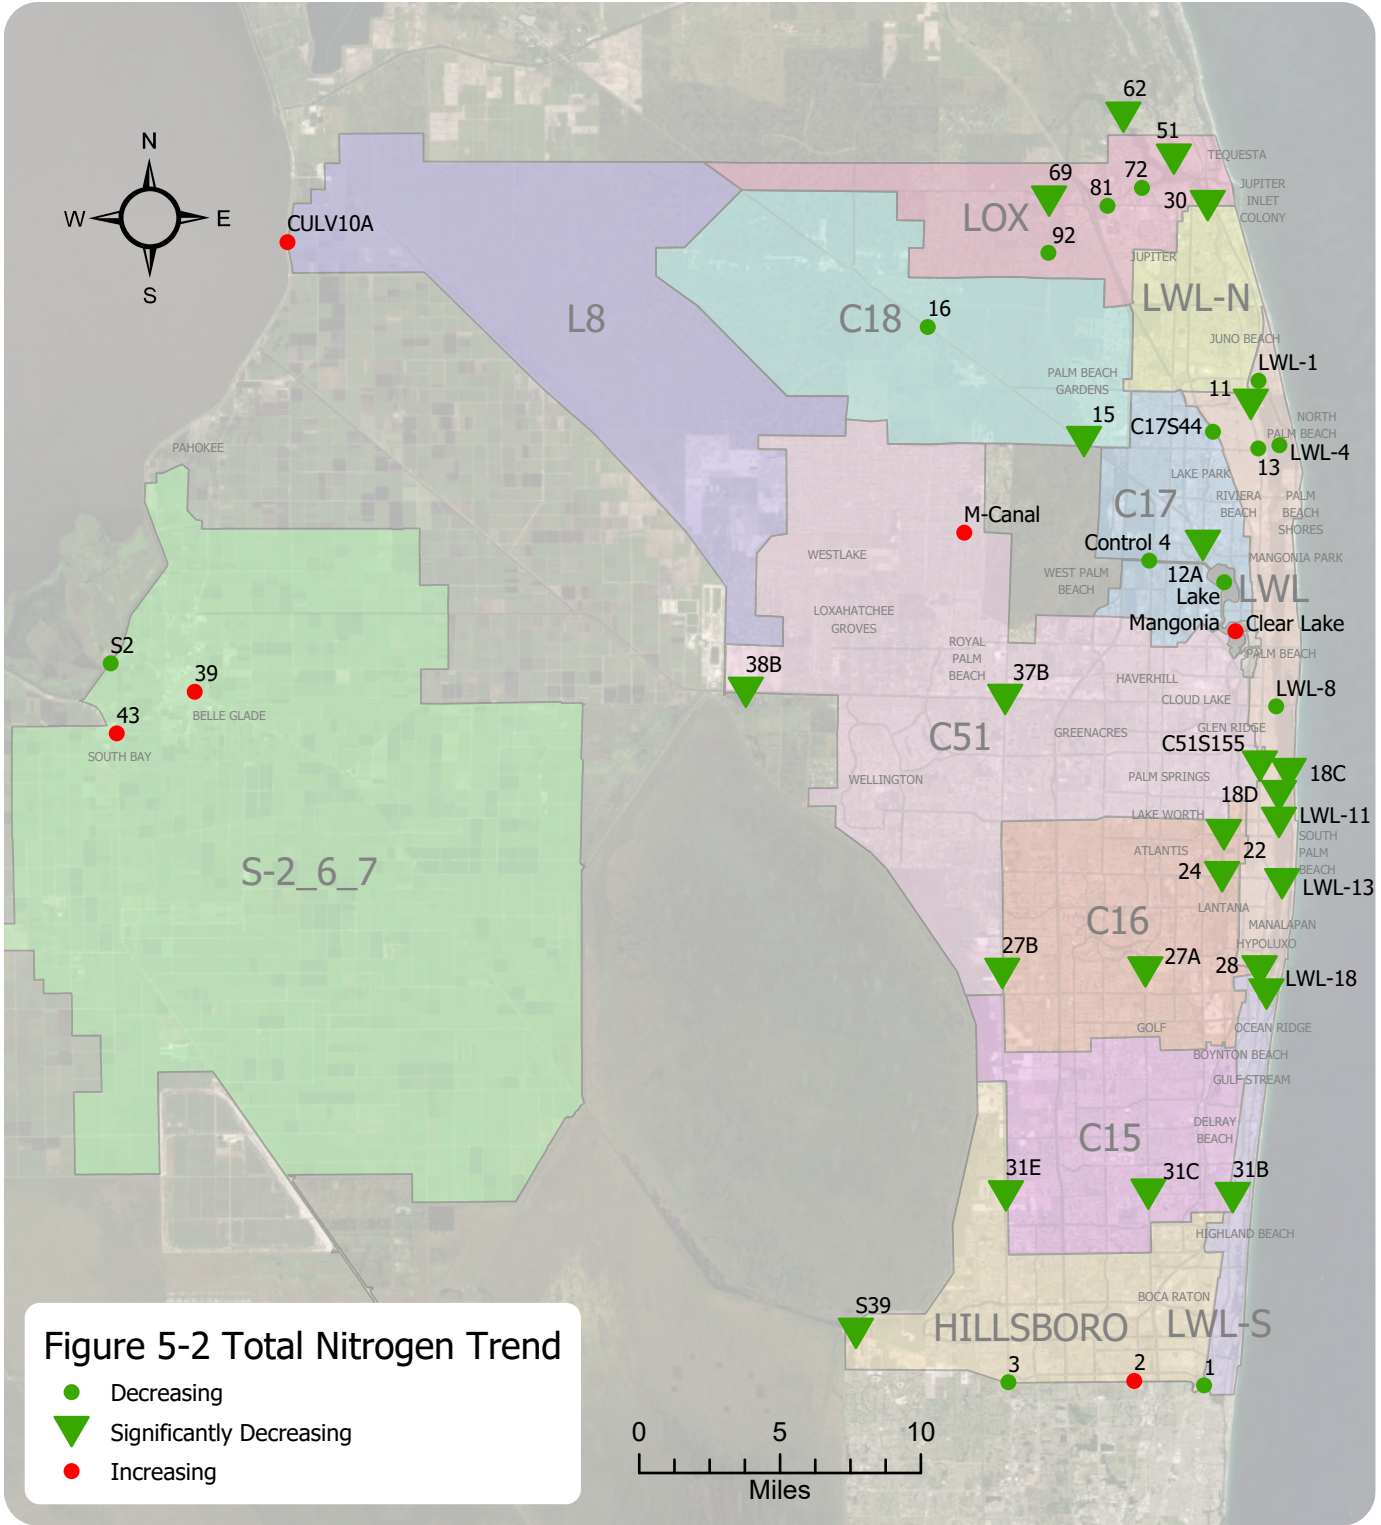 62
51
TEQUESTA
N
69
72
81
30
JUPITER
INLET
COLONY
W
E
CULV10A
LOX
92
JUPITER
S
LWL-N
16
L8
C18
JUNO BEACH
LWL-1
PALM BEACH
GARDENS
11
15
C17S44
NORTH
PALM BEACH
LWL-4
13
PAHOKEE
LAKE PARK
C17
RIVIERA
BEACH
PALM
BEACH
SHORES
M-Canal
Control 4
WESTLAKE
MANGONIA PARK
WEST PALM
BEACH
12A
Lake
Mangonia
LWL
LOXAHATCHEE
GROVES
Clear Lake
ROYAL
PALM
BEACH
PALM BEACH
S2
39
38B
37B
HAVERHILL
CLOUD LAKE
LWL-8
43
BELLE GLADE
SOUTH BAY
C51
GREENACRES
GLEN RIDGE
C51S155
18C
WELLINGTON
PALM SPRINGS
18D
LAKE WORTH
LWL-11
SOUTH
PALM
BEACH
ATLANTIS
22
24
S-2_6_7
LWL-13
LANTANA
C16
MANALAPAN
HYPOLUXO
27B
27A
28
LWL-18
GOLF
OCEAN RIDGE
BOYNTON BEACH
GULF STREAM
C15
DELRAY
BEACH
31E
31C
31B
HIGHLAND BEACH
BOCA RATON
S39
HILLSBORO
LWL-S
3
2
1
Figure 5-2 Total Nitrogen Trend
Decreasing
Significantly Decreasing
Increasing
0
5
10
Miles